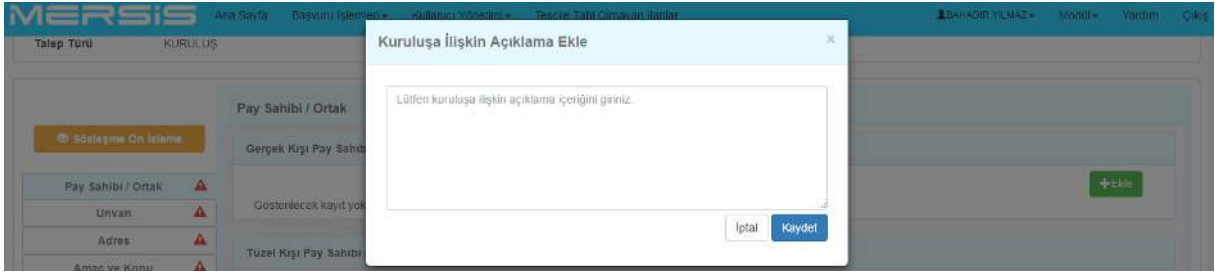 MERSİS Ana Sayfa Başvuru İşlemleri Kullanıcı Yönetimi Tescile Tabi Olmayan İlanlar BAHADIR YILMAZ Modül Yardım Çıkış
Talep Türü KURULUŞ
Kuruluşa İlişkin Açıklama Ekle ×
Lütfen kuruluşa ilişkin açıklama içeriğini giriniz.
Pay Sahibi / Ortak
Sözleşme Ön İzleme
Gerçek Kişi Pay Sahib
Pay Sahibi / Ortak
+Ekle
Gösterilecek kayıt yok
Unvan
İptal Kaydet
Adres
Tüzel Kişi Pay Sahibi
Amaç ve Konu